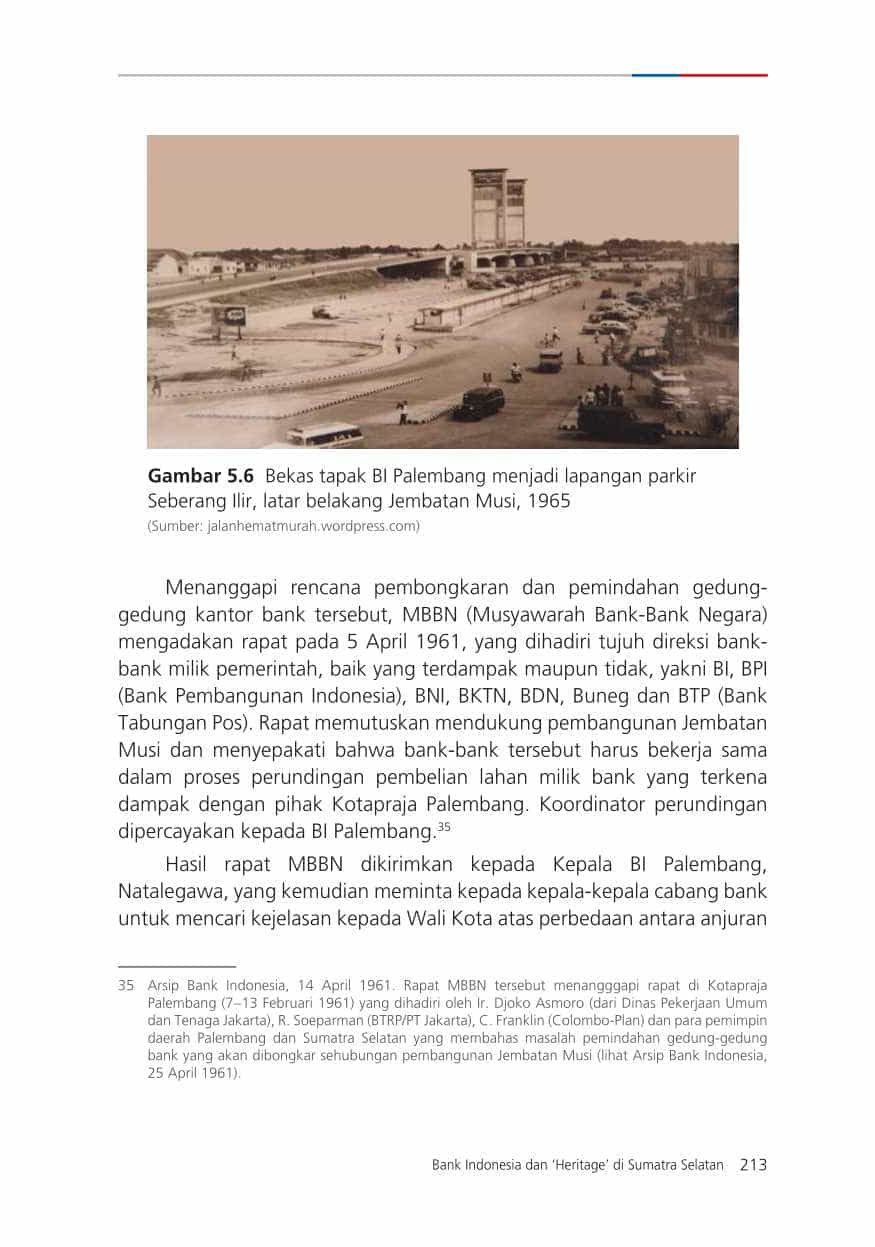 Gambar 5.6 Bekas tapak BI Palembang menjadi lapangan parkir
Seberang Ilir, latar belakang Jembatan Musi, 1965
(Sumber: jalanhematmurah.wordpress.com)
Menanggapi rencana pembongkaran dan pemindahan gedung-
gedung kantor bank tersebut, MBBN (Musyawarah Bank-Bank Negara)
mengadakan rapat pada 5 April 1961, yang dihadiri tujuh direksi bank-
bank milik pemerintah, baik yang terdampak maupun tidak, yakni BI, BPI
(Bank Pembangunan Indonesia), BNI, BKTN, BDN, Buneg dan BTP (Bank
Tabungan Pos). Rapat memutuskan mendukung pembangunan Jembatan
Musi dan menyepakati bahwa bank-bank tersebut harus bekerja sama
dalam proses perundingan pembelian lahan milik bank yang terkena
dampak dengan pihak Kotapraja Palembang. Koordinator perundingan
dipercayakan kepada BI Palembang.35
Hasil rapat MBBN dikirimkan kepada Kepala BI Palembang,
Natalegawa, yang kemudian meminta kepada kepala-kepala cabang bank
untuk mencari kejelasan kepada Wali Kota atas perbedaan antara anjuran
35 Arsip Bank Indonesia, 14 April 1961. Rapat MBBN tersebut menangggapi rapat di Kotapraja
Palembang (7–13 Februari 1961) yang dihadiri oleh Ir. Djoko Asmoro (dari Dinas Pekerjaan Umum
dan Tenaga Jakarta), R. Soeparman (BTRP/PT Jakarta), C. Franklin (Colombo-Plan) dan para pemimpin
daerah Palembang dan Sumatra Selatan yang membahas masalah pemindahan gedung-gedung
bank yang akan dibongkar sehubungan pembangunan Jembatan Musi (lihat Arsip Bank Indonesia,
25 April 1961).
Bank Indonesia dan ‘Heritage’ di Sumatra Selatan 213